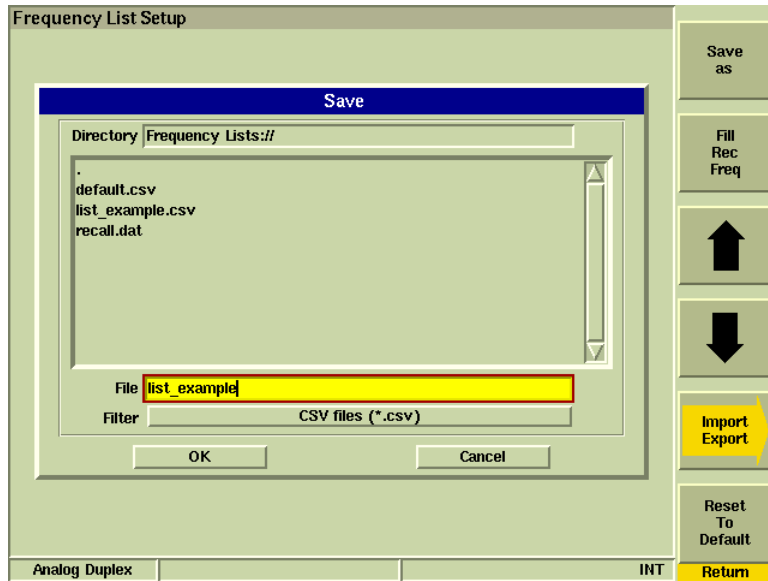 Frequency List Setup
Save
Directory Frequency Lists://
.
default.csv
list_example.csv
recall.dat
File list_example
Filter CSV files (*.csv)
OK Cancel
Save
as
Fill
Rec
Freq
Import
Export
Reset
To
Default
Analog Duplex INT Return